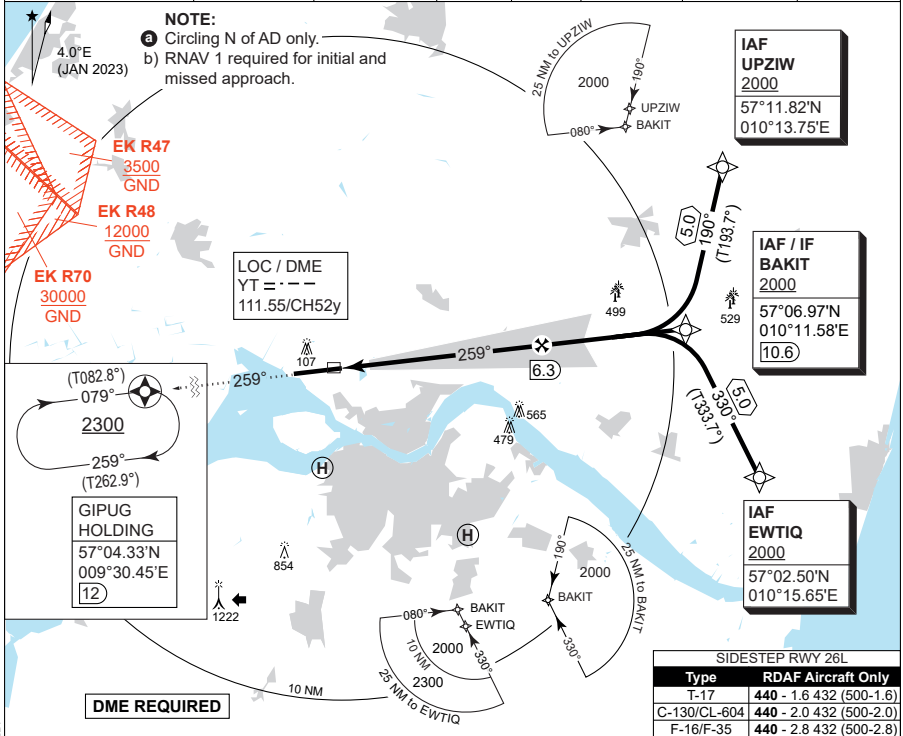 NOTE:
a Circling N of AD only.
b) RNAV 1 required for initial and
missed approach.
4.0°E
(JAN 2023)
EK R47
3500
GND
EK R48
12000
GND
EK R70
30000
GND
25 NM to UPZIW
2000
190°
UPZIW
BAKIT
080°
IAF
UPZIW
2000
57°11.82'N
010°13.75'E
5.0
190°
(T193.7°)
IAF / IF
BAKIT
2000
57°06.97'N
010°11.58'E
10.6
LOC / DME
YT
111.55/CH52y
499
529
107
259°
259°
6.3
(T082.8°)
079°
2300
259°
(T262.9°)
GIPUG
HOLDING
57°04.33'N
009°30.45'E
12
565
479
H
H
854
1222
5.0
330°
(T333.7°)
IAF
EWTIQ
2000
57°02.50'N
010°15.65'E
190°
2000
BAKIT
330°
25 NM to BAKIT
080°
BAKIT
EWTIQ
2000
10 NM
2300
330°
25 NM to EWTIQ
10 NM
DME REQUIRED
SIDESTEP RWY 26L
Type RDAF Aircraft Only
T-17 440 - 1.6 432 (500-1.6)
C-130/CL-604 440 - 2.0 432 (500-2.0)
F-16/F-35 440 - 2.8 432 (500-2.8)